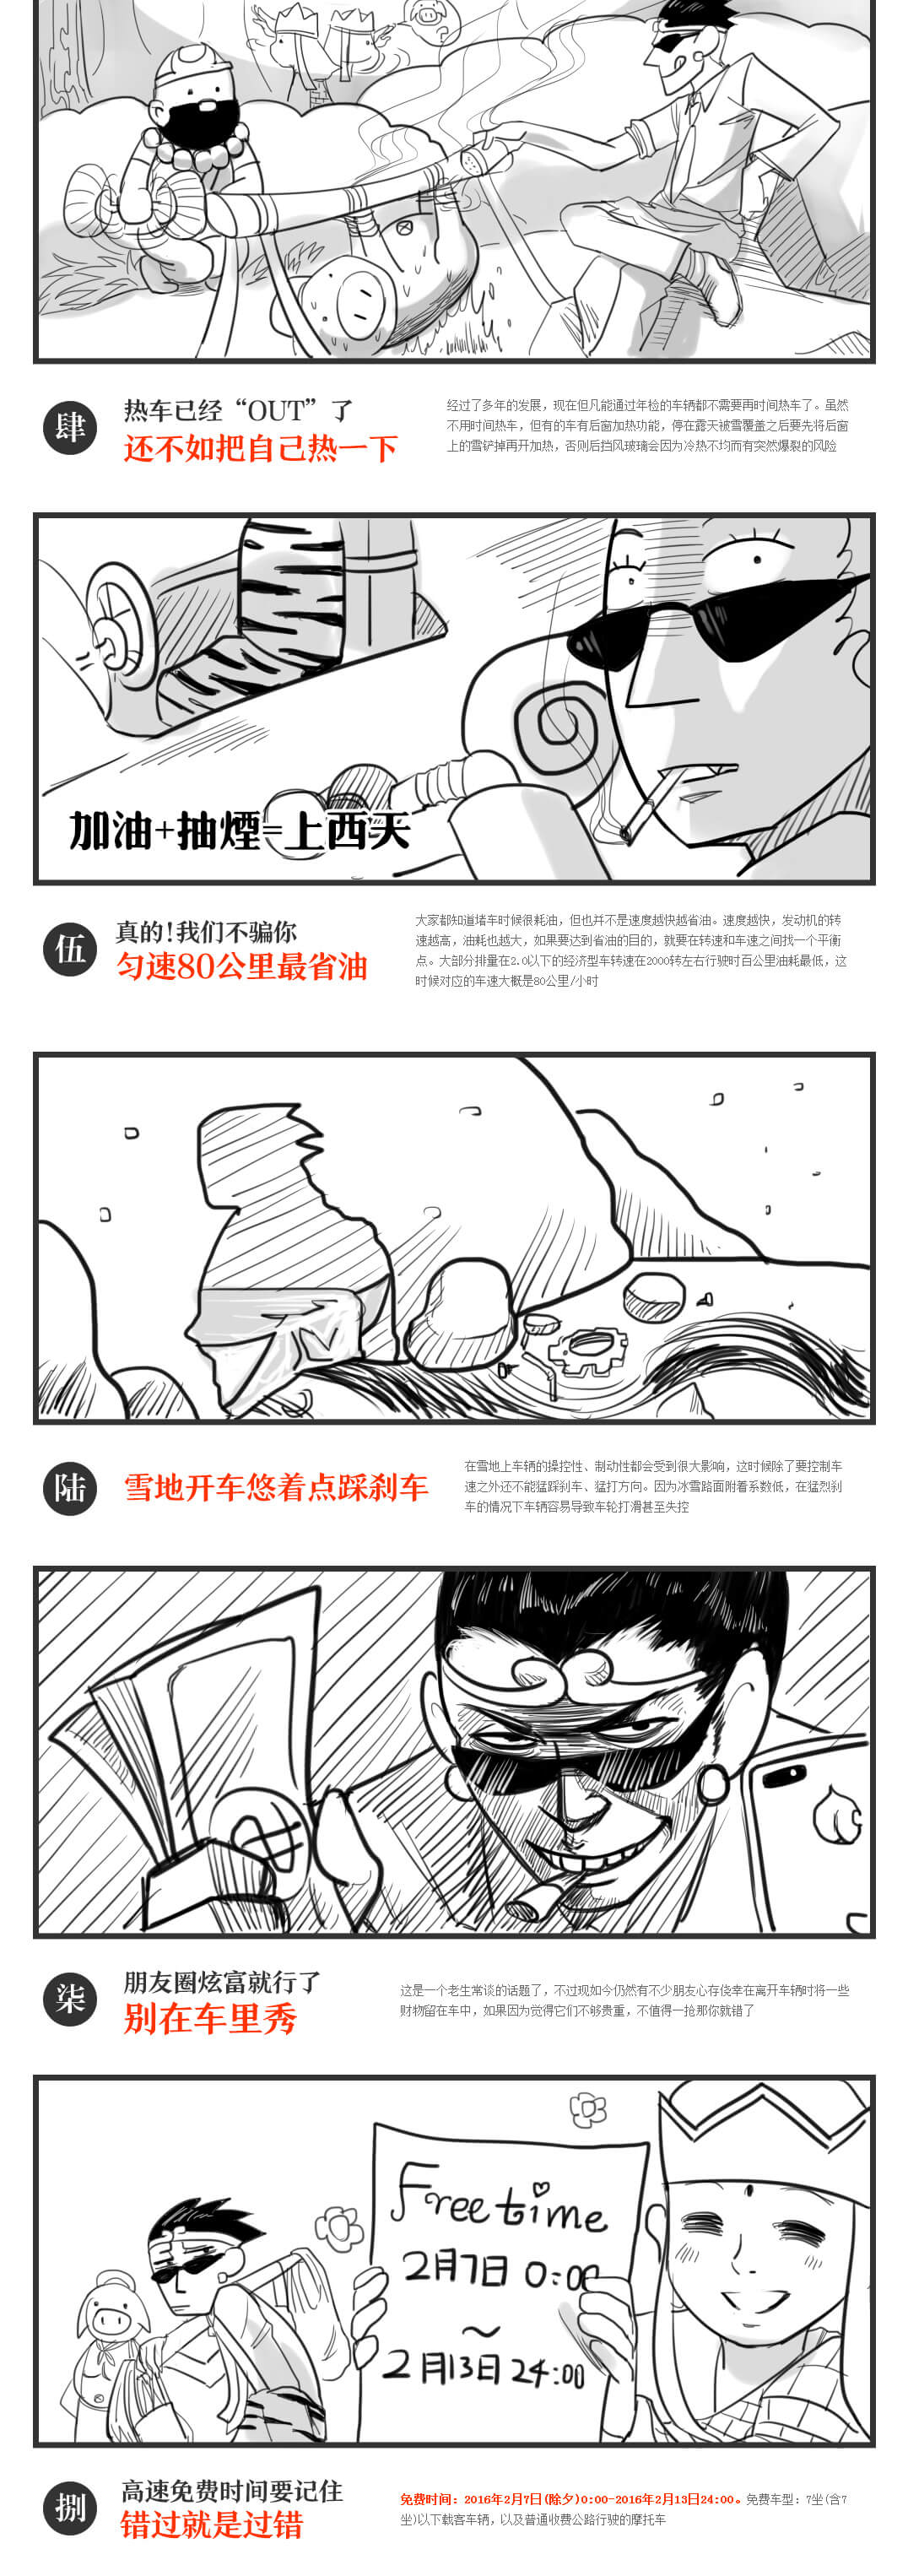 肆
热车已经“OUT”了
还不如把自己热一下
经过了多年的发展，现在但凡能通过年检的车辆都不需要再时间热车了。虽然
不用时间热车，但有的车有后窗加热功能，停在露天被雪覆盖之后要先将后窗
上的雪铲掉再开加热，否则后挡风玻璃会因为冷热不均而有突然爆裂的风险
加油+抽煙=上西天
伍
真的!我们不骗你
匀速80公里最省油
大家都知道堵车时候很耗油，但也并不是速度越快越省油。速度越快，发动机的转
速越高，油耗也越大，如果要达到省油的目的，就要在转速和车速之间找一个平衡
点。大部分排量在2.0以下的经济型车转速在2000转左右行驶时百公里油耗最低，这
时候对应的车速大概是80公里/小时
陆
雪地开车悠着点踩刹车
在雪地上车辆的操控性、制动性都会受到很大影响，这时候除了要控制车
速之外还不能猛踩刹车、猛打方向。因为冰雪路面附着系数低，在猛烈刹
车的情况下车辆容易导致车轮打滑甚至失控
柒
朋友圈炫富就行了
别在车里秀
这是一个老生常谈的话题了，不过现如今仍然有不少朋友心存侥幸在离开车辆时将一些
财物留在车中，如果因为觉得它们不够贵重，不值得一抢那你就错了
Free time
2月7日 0:00
~
2月13日 24:00
捌
高速免费时间要记住
错过就是过错
免费时间：2016年2月7日(除夕)0:00-2016年2月13日24:00。免费车型：7坐(含7
坐)以下载客车辆，以及普通收费公路行驶的摩托车